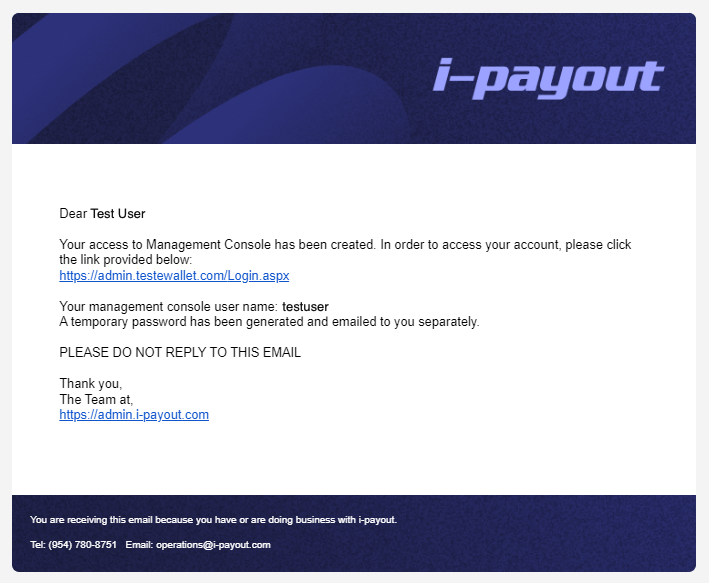 i-payout
Dear Test User
Your access to Management Console has been created. In order to access your account, please click
the link provided below:
https://admin.testewallet.com/Login.aspx
Your management console user name: testuser
A temporary password has been generated and emailed to you separately.
PLEASE DO NOT REPLY TO THIS EMAIL
Thank you,
The Team at,
https://admin.i-payout.com
You are receiving this email because you have or are doing business with i-payout.
Tel: (954) 780-8751 Email: operations@i-payout.com